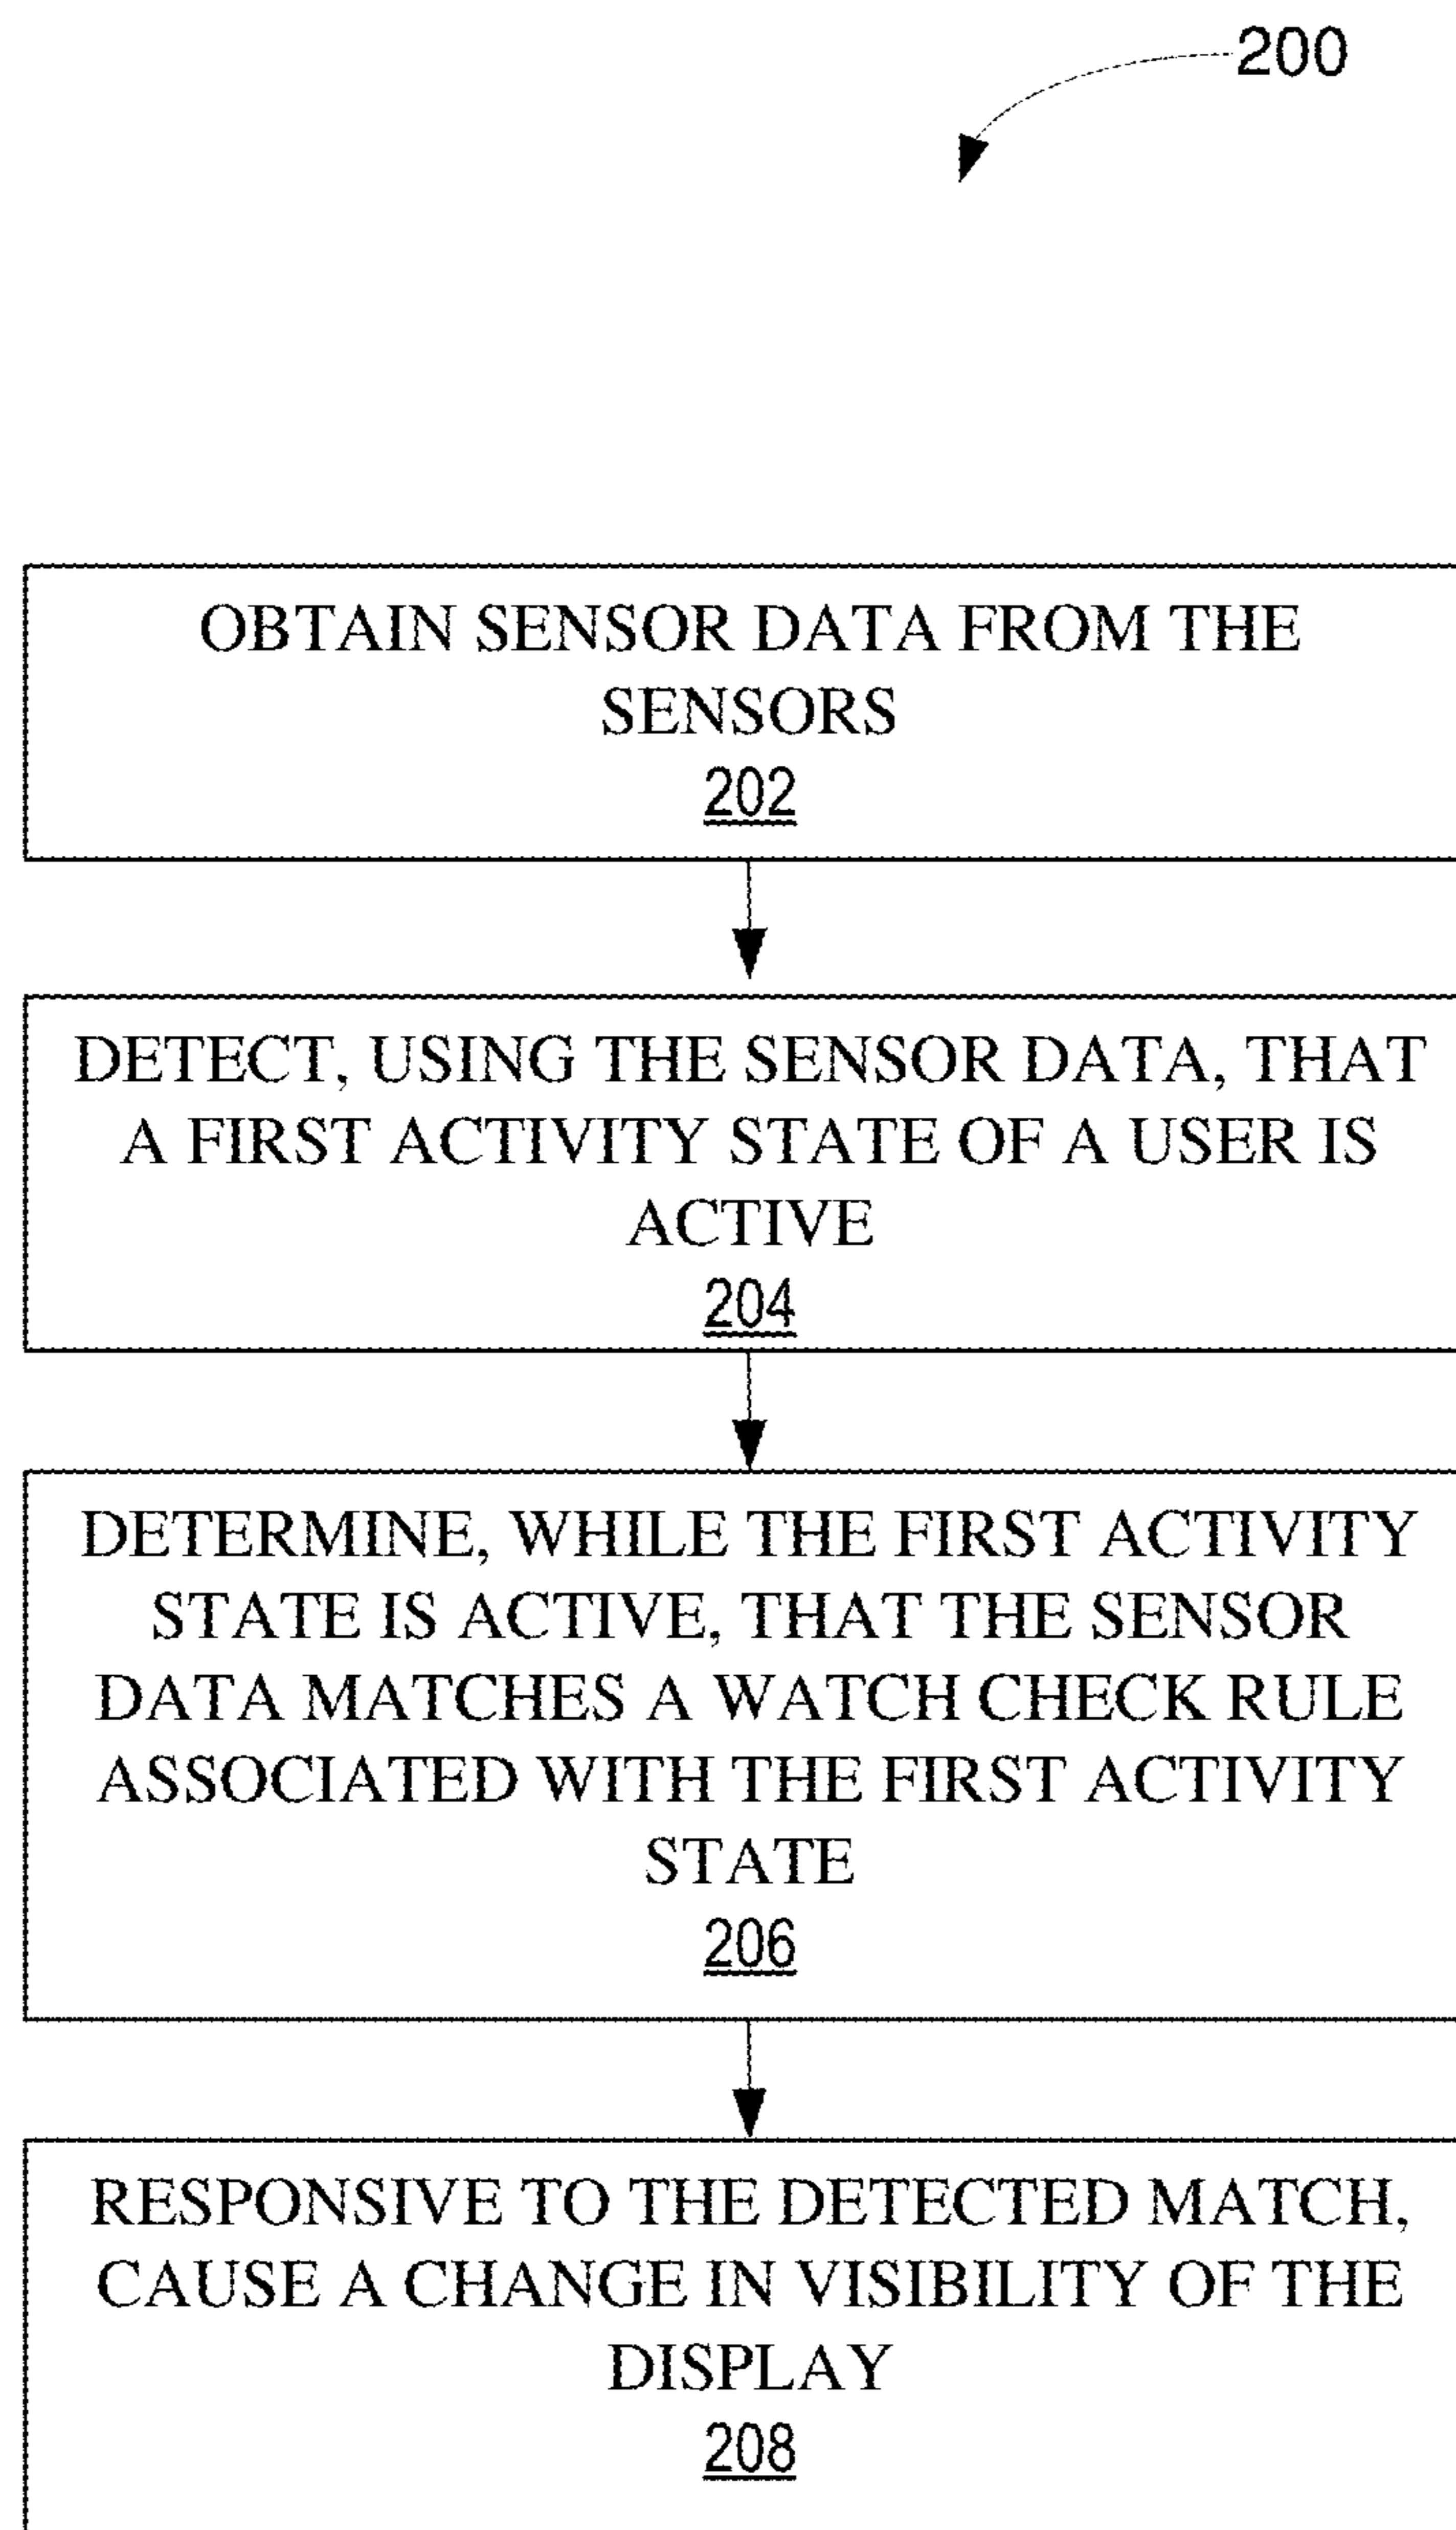 200
OBTAIN SENSOR DATA FROM THE
SENSORS
202
DETECT, USING THE SENSOR DATA, THAT
A FIRST ACTIVITY STATE OF A USER IS
ACTIVE
204
DETERMINE, WHILE THE FIRST ACTIVITY
STATE IS ACTIVE, THAT THE SENSOR
DATA MATCHES A WATCH CHECK RULE
ASSOCIATED WITH THE FIRST ACTIVITY
STATE
206
RESPONSIVE TO THE DETECTED MATCH,
CAUSE A CHANGE IN VISIBILITY OF THE
DISPLAY
208